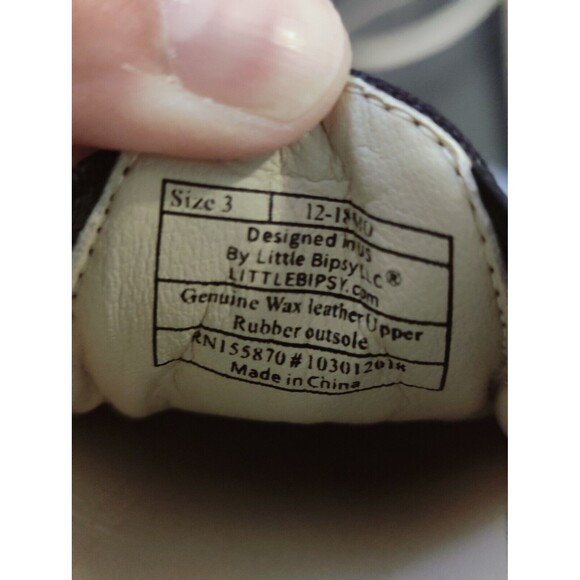 Size 3 12-18MO
Designed in US
By Little Bipsy LLC®
LITTLEBIPSY.com
Genuine Wax leather Upper
Rubber outsole
RN155870 # 103012018
Made in China